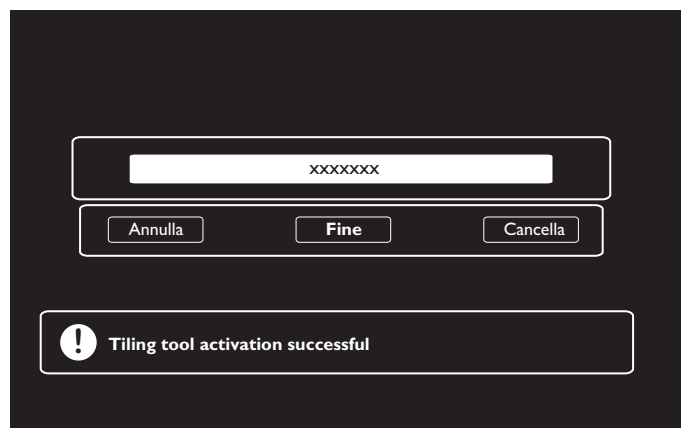 xxxxxxx
Annulla Fine Cancella
! Tiling tool activation successful